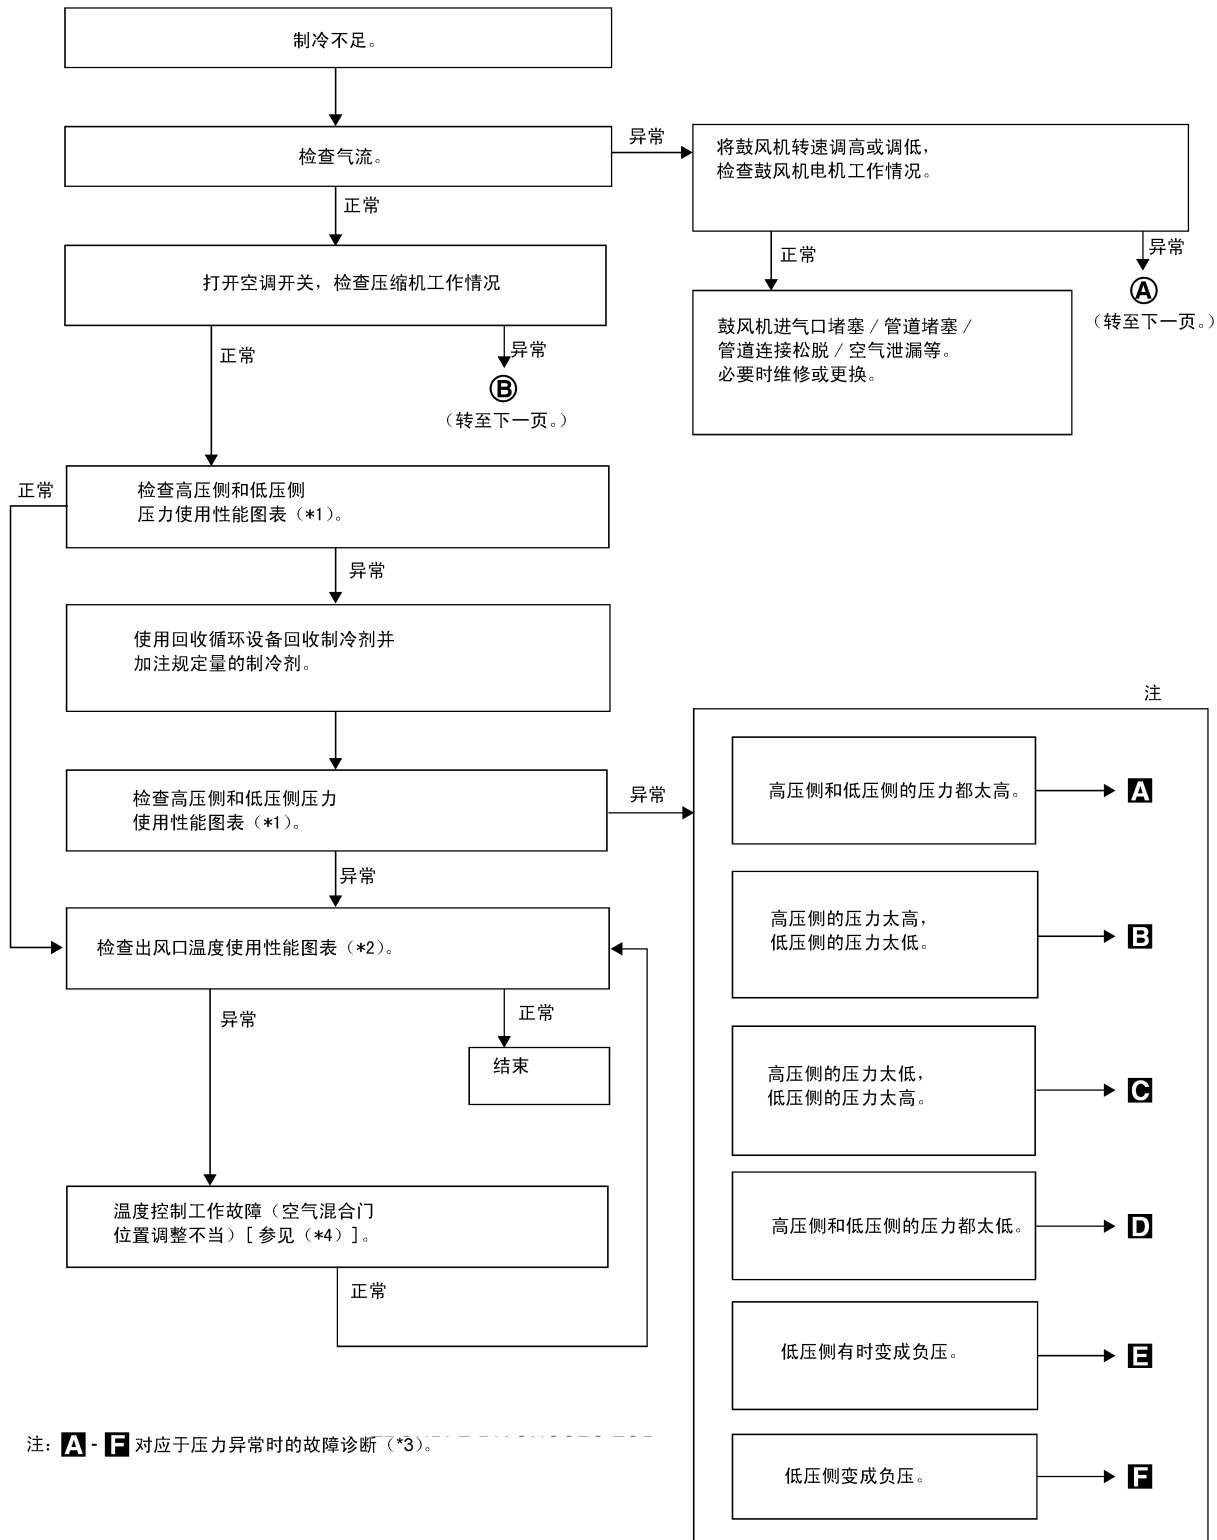 制冷不足。
检查气流。
异常
将鼓风机转速调高或调低，
检查鼓风机电机工作情况。
正常
正常
异常
A
（转至下一页。）
打开空调开关，检查压缩机工作情况
鼓风机进气口堵塞 / 管道堵塞 /
管道连接松脱 / 空气泄漏等。
必要时维修或更换。
正常
异常
B
（转至下一页。）
正常
检查高压侧和低压侧
压力使用性能图表（*1）。
异常
使用回收循环设备回收制冷剂并
加注规定量的制冷剂。
注
检查高压侧和低压侧压力
使用性能图表（*1）。
异常
高压侧和低压侧的压力都太高。
A
异常
检查出风口温度使用性能图表（*2）。
高压侧的压力太高，
低压侧的压力太低。
B
异常
正常
结束
高压侧的压力太低，
低压侧的压力太高。
C
温度控制工作故障（空气混合门
位置调整不当）[ 参见（*4）]。
高压侧和低压侧的压力都太低。
D
正常
低压侧有时变成负压。
E
注：A - F 对应于压力异常时的故障诊断（*3）。
低压侧变成负压。
F